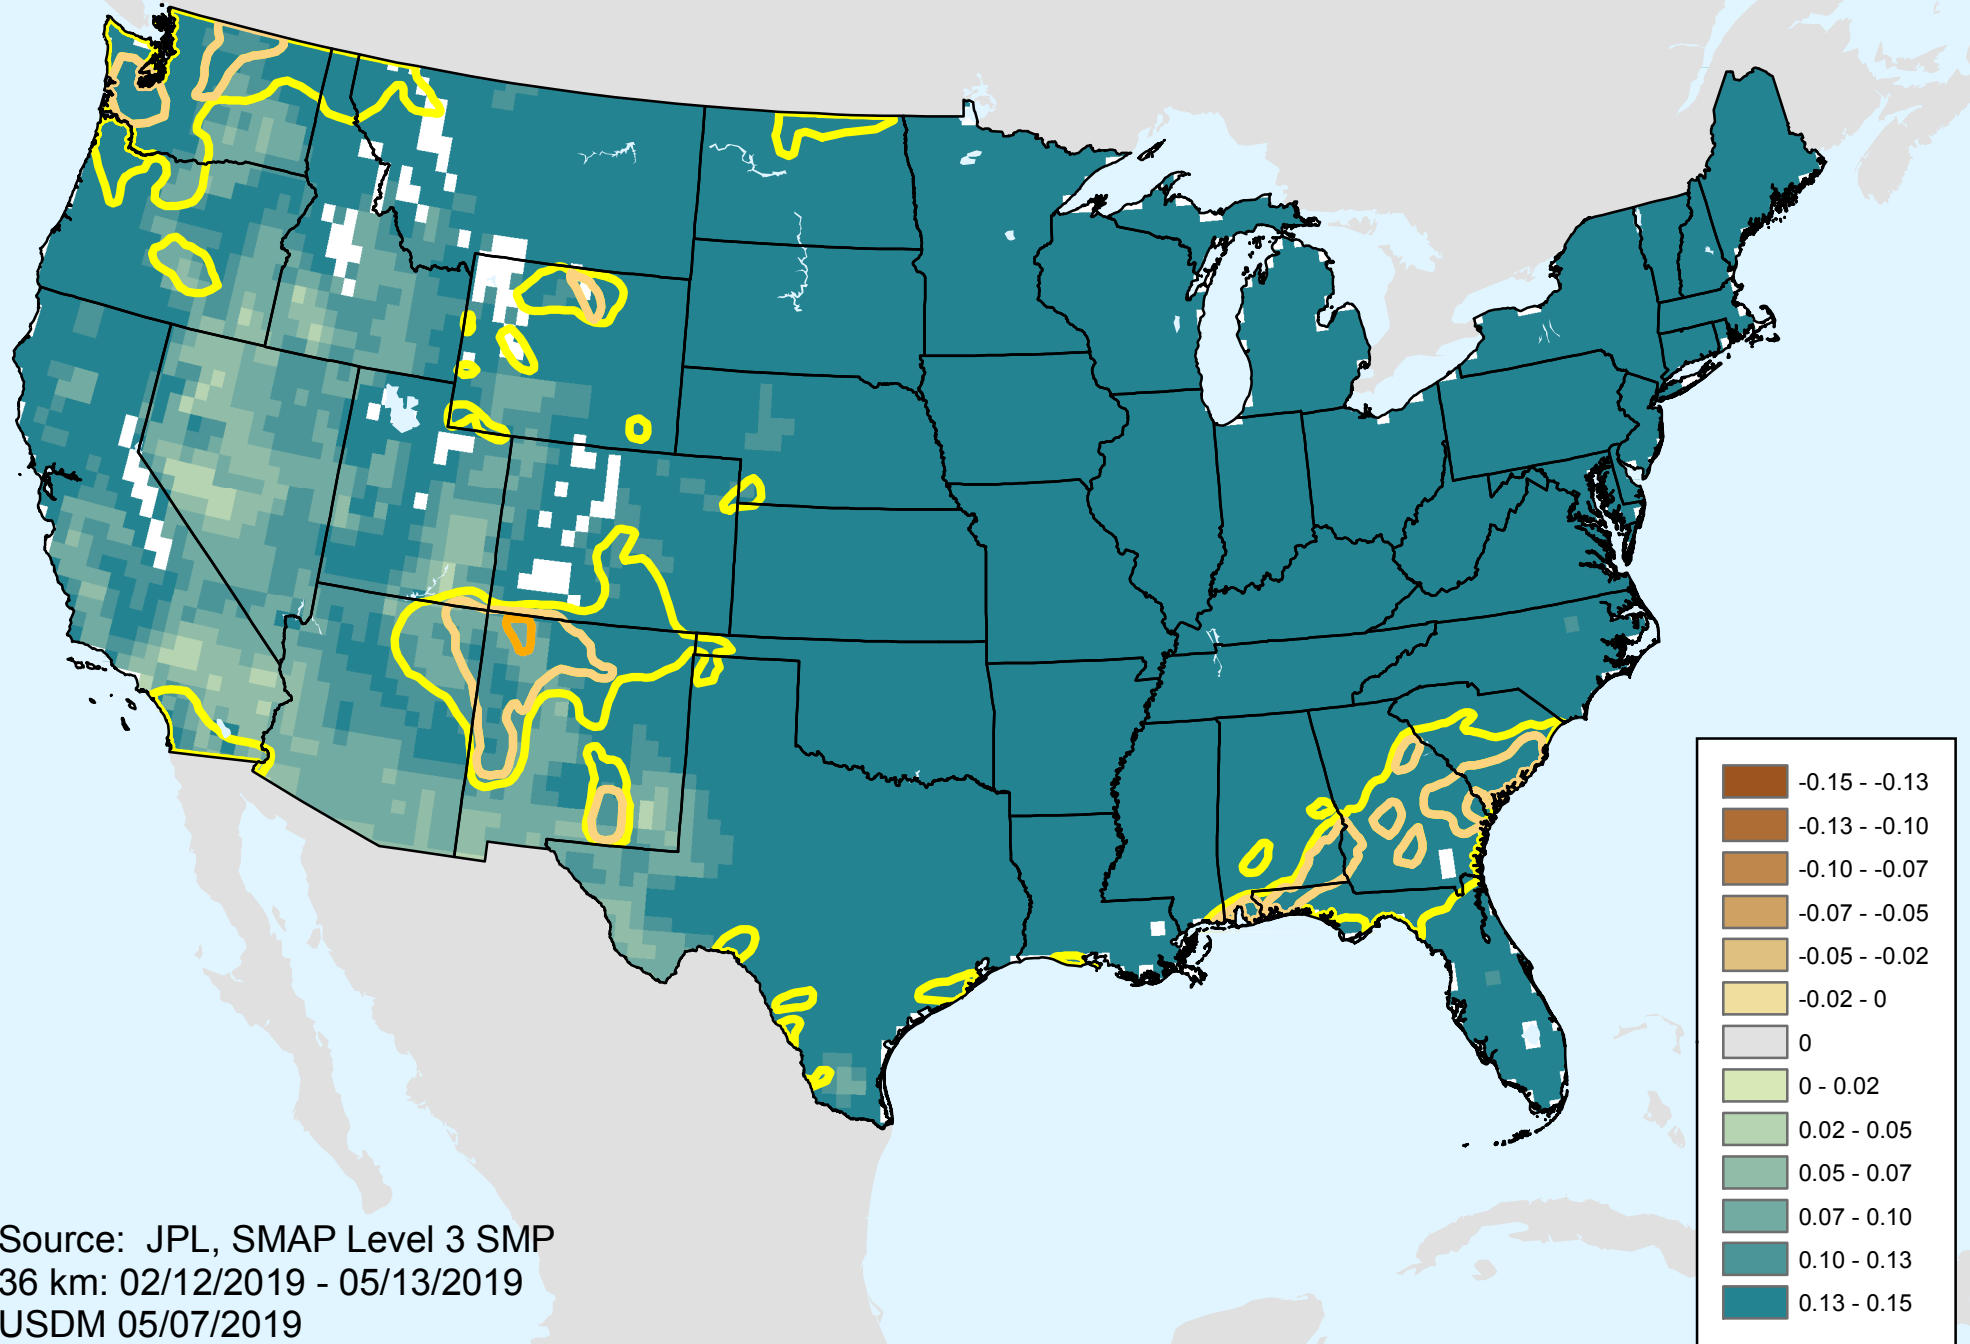 -0.15 - -0.13
-0.13 - -0.10
-0.10 - -0.07
-0.07 - -0.05
-0.05 - -0.02
-0.02 - 0
0
0 - 0.02
0.02 - 0.05
0.05 - 0.07
0.07 - 0.10
0.10 - 0.13
0.13 - 0.15
Source:  JPL, SMAP Level 3 SMP
36 km: 02/12/2019 - 05/13/2019
USDM 05/07/2019